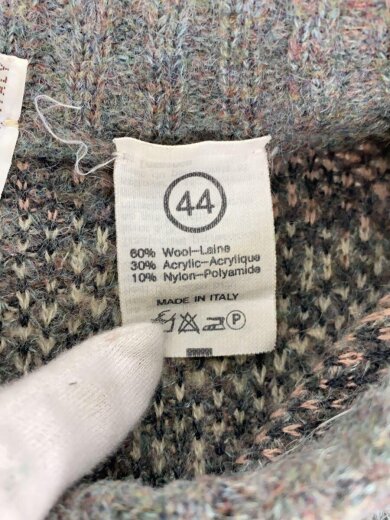 44
60% Wool-Laine
30% Acrylic-Acrylique
10% Nylon-Polyamide
MADE IN ITALY
P